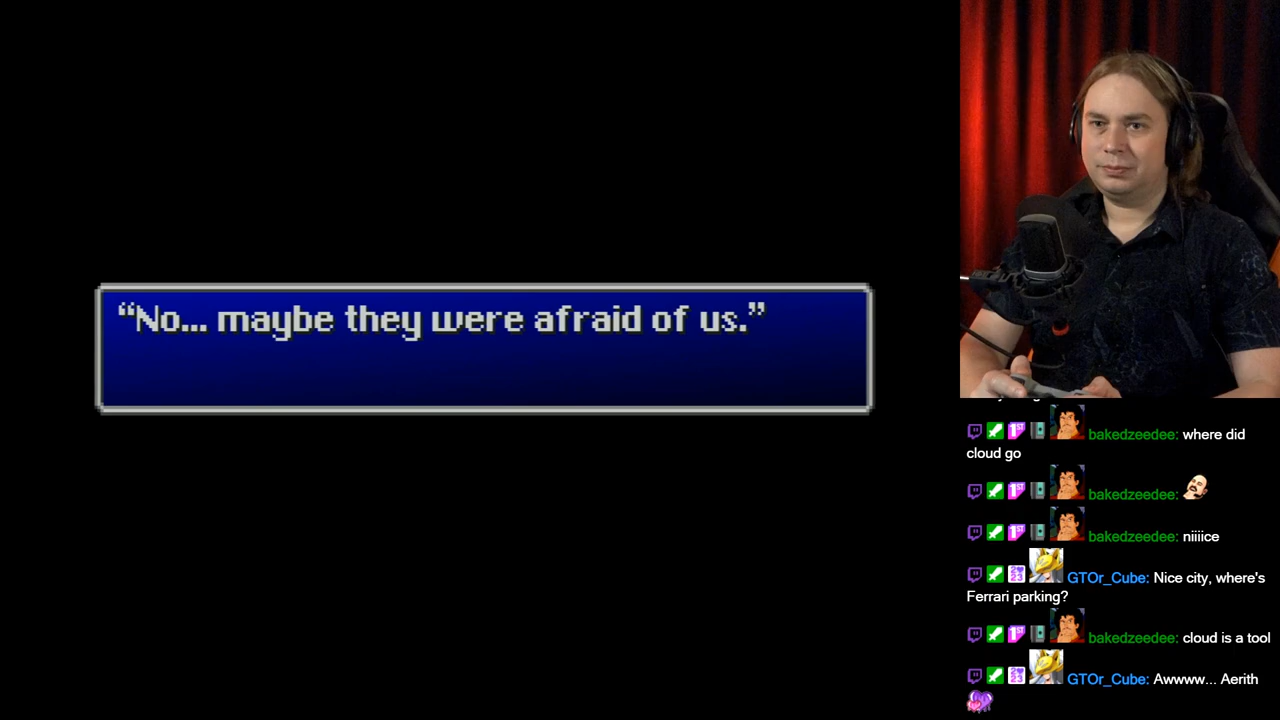 “No... maybe they were afraid of us.”
bakedzeedee: where did
cloud go
bakedzeedee:
bakedzeedee: niiiice
GTOr_Cube: Nice city, where's
Ferrari parking?
bakedzeedee: cloud is a tool
GTOr_Cube: Awwww... Aerith